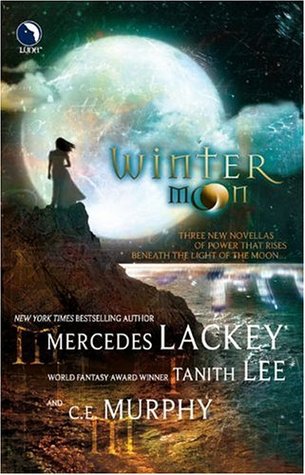 LUNA
WINTER
MOON
THREE NEW NOVELLAS
OF POWER THAT RISES
BENEATH THE LIGHT OF THE MOON...
NEW YORK TIMES BESTSELLING AUTHOR
MERCEDES LACKEY
WORLD FANTASY AWARD WINNER TANITH LEE
AND C.E. MURPHY